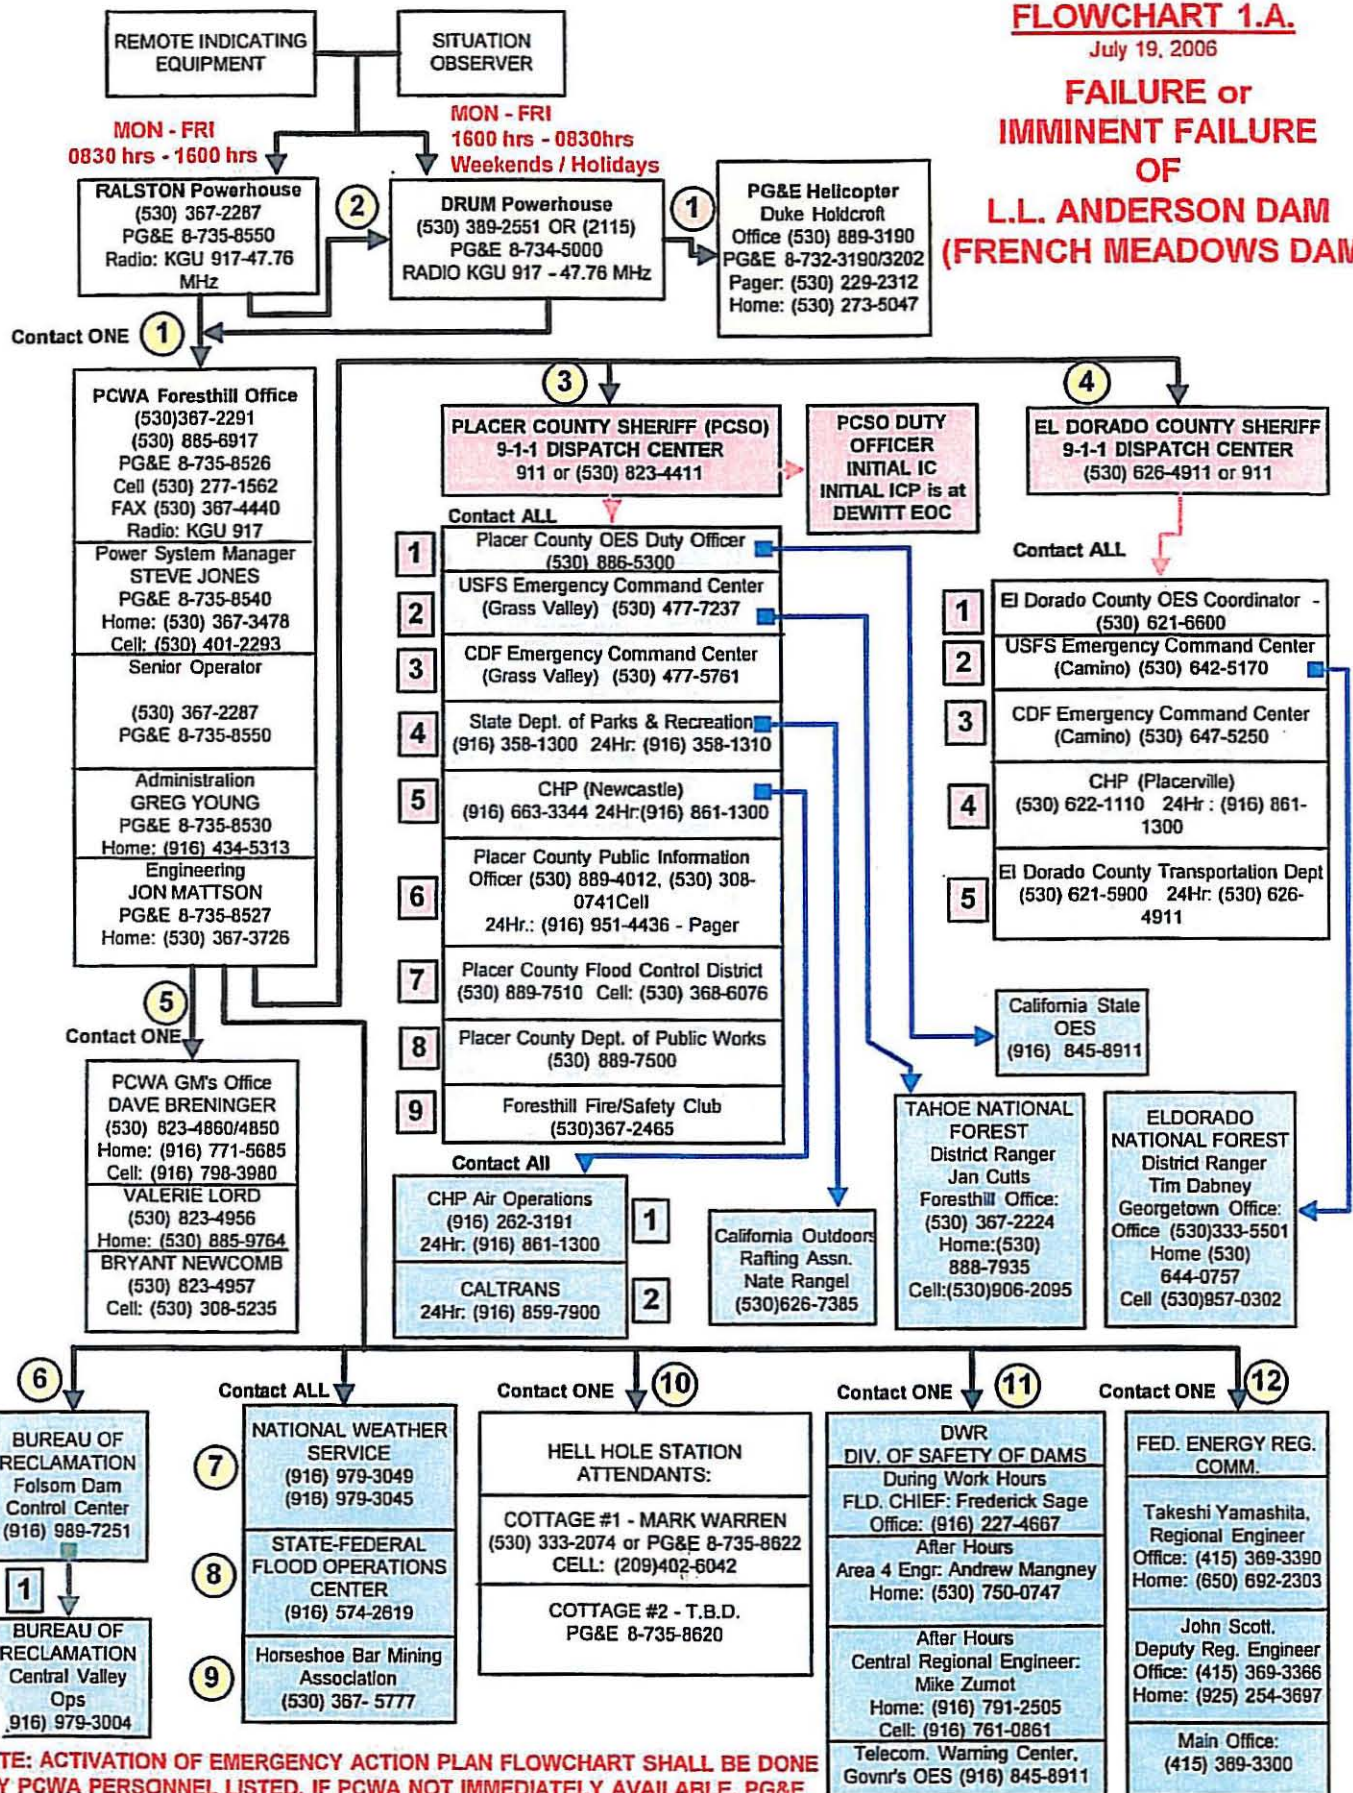 FLOWCHART 1.A.
July 19, 2006
FAILURE or
IMMINENT FAILURE
OF
L.L. ANDERSON DAM
(FRENCH MEADOWS DAM
REMOTE INDICATING
EQUIPMENT
SITUATION
OBSERVER
MON - FRI
0830 hrs - 1600 hrs
MON - FRI
1600 hrs - 0830hrs
Weekends / Holidays
RALSTON Powerhouse
(530) 367-2287
PG&E 8-735-8550
Radio: KGU 917-47.76
MHz
2
DRUM Powerhouse
(530) 389-2551 OR (2115)
PG&E 8-734-5000
RADIO KGU 917 - 47.76 MHz
1
PG&E Helicopter
Duke Holdcroft
Office (530) 889-3190
PG&E 8-732-3190/3202
Pager: (530) 229-2312
Home: (530) 273-5047
Contact ONE
1
PCWA Foresthill Office
(530)367-2291
(530) 885-6917
PG&E 8-735-8526
Cell (530) 277-1562
FAX (530) 367-4440
Radio: KGU 917
Power System Manager
STEVE JONES
PG&E 8-735-8540
Home: (530) 367-3478
Cell: (530) 401-2293
Senior Operator
(530) 367-2287
PG&E 8-735-8550
Administration
GREG YOUNG
PG&E 8-735-8530
Home: (916) 434-5313
Engineering
JON MATTSON
PG&E 8-735-8527
Home: (530) 367-3726
3
PLACER COUNTY SHERIFF (PCSO)
9-1-1 DISPATCH CENTER
911 or (530) 823-4411
PCSO DUTY
OFFICER
INITIAL IC
INITIAL ICP is at
DEWITT EOC
4
EL DORADO COUNTY SHERIFF
9-1-1 DISPATCH CENTER
(530) 626-4911 or 911
Contact ALL
1
Placer County OES Duty Officer
(530) 886-5300
2
USFS Emergency Command Center
(Grass Valley) (530) 477-7237
3
CDF Emergency Command Center
(Grass Valley) (530) 477-5761
4
State Dept. of Parks & Recreation
(916) 358-1300 24Hr: (916) 358-1310
5
CHP (Newcastle)
(916) 663-3344 24Hr:(916) 861-1300
6
Placer County Public Information
Officer (530) 889-4012, (530) 308-
0741Cell
24Hr.: (916) 951-4436 - Pager
7
Placer County Flood Control District
(530) 889-7510 Cell: (530) 368-6076
8
Placer County Dept. of Public Works
(530) 889-7500
9
Foresthill Fire/Safety Club
(530)367-2465
Contact ALL
1
El Dorado County OES Coordinator -
(530) 621-6600
2
USFS Emergency Command Center
(Camino) (530) 642-5170
3
CDF Emergency Command Center
(Camino) (530) 647-5250
4
CHP (Placerville)
(530) 622-1110 24Hr : (916) 861-
1300
5
El Dorado County Transportation Dept
(530) 621-5900 24Hr: (530) 626-
4911
5
Contact ONE
PCWA GM's Office
DAVE BRENINGER
(530) 823-4860/4850
Home: (916) 771-5685
Cell: (916) 798-3980
VALERIE LORD
(530) 823-4956
Home: (530) 885-9764
BRYANT NEWCOMB
(530) 823-4957
Cell: (530) 308-5235
Contact All
CHP Air Operations
(916) 262-3191
24Hr: (916) 861-1300
1
CALTRANS
24Hr: (916) 859-7900
2
California Outdoors
Rafting Assn.
Nate Rangel
(530)626-7385
California State
OES
(916) 845-8911
TAHOE NATIONAL
FOREST
District Ranger
Jan Cutts
Foresthill Office:
(530) 367-2224
Home:(530)
888-7935
Cell:(530)906-2095
ELDORADO
NATIONAL FOREST
District Ranger
Tim Dabney
Georgetown Office:
Office (530)333-5501
Home (530)
644-0757
Cell (530)957-0302
6
BUREAU OF
RECLAMATION
Folsom Dam
Control Center
(916) 989-7251
1
BUREAU OF
RECLAMATION
Central Valley
Ops
916) 979-3004
Contact ALL
7
NATIONAL WEATHER
SERVICE
(916) 979-3049
(916) 979-3045
8
STATE-FEDERAL
FLOOD OPERATIONS
CENTER
(916) 574-2619
9
Horseshoe Bar Mining
Association
(530) 367- 5777
Contact ONE
10
HELL HOLE STATION
ATTENDANTS:
COTTAGE #1 - MARK WARREN
(530) 333-2074 or PG&E 8-735-8622
CELL: (209)402-6042
COTTAGE #2 - T.B.D.
PG&E 8-735-8620
Contact ONE
11
DWR
DIV. OF SAFETY OF DAMS
During Work Hours
FLD. CHIEF: Frederick Sage
Office: (916) 227-4667
After Hours
Area 4 Engr: Andrew Mangney
Home: (530) 750-0747
After Hours
Central Regional Engineer:
Mike Zumot
Home: (916) 791-2505
Cell: (916) 761-0861
Telecom. Warning Center,
Govnr's OES (916) 845-8911
Contact ONE
12
FED. ENERGY REG.
COMM.
Takeshi Yamashita,
Regional Engineer
Office: (415) 369-3390
Home: (650) 692-2303
John Scott.
Deputy Reg. Engineer
Office: (415) 369-3366
Home: (925) 254-3697
Main Office:
(415) 369-3300
TE: ACTIVATION OF EMERGENCY ACTION PLAN FLOWCHART SHALL BE DONE
Y PCWA PERSONNEL LISTED. IF PCWA NOT IMMEDIATELY AVAILABLE, PG&E